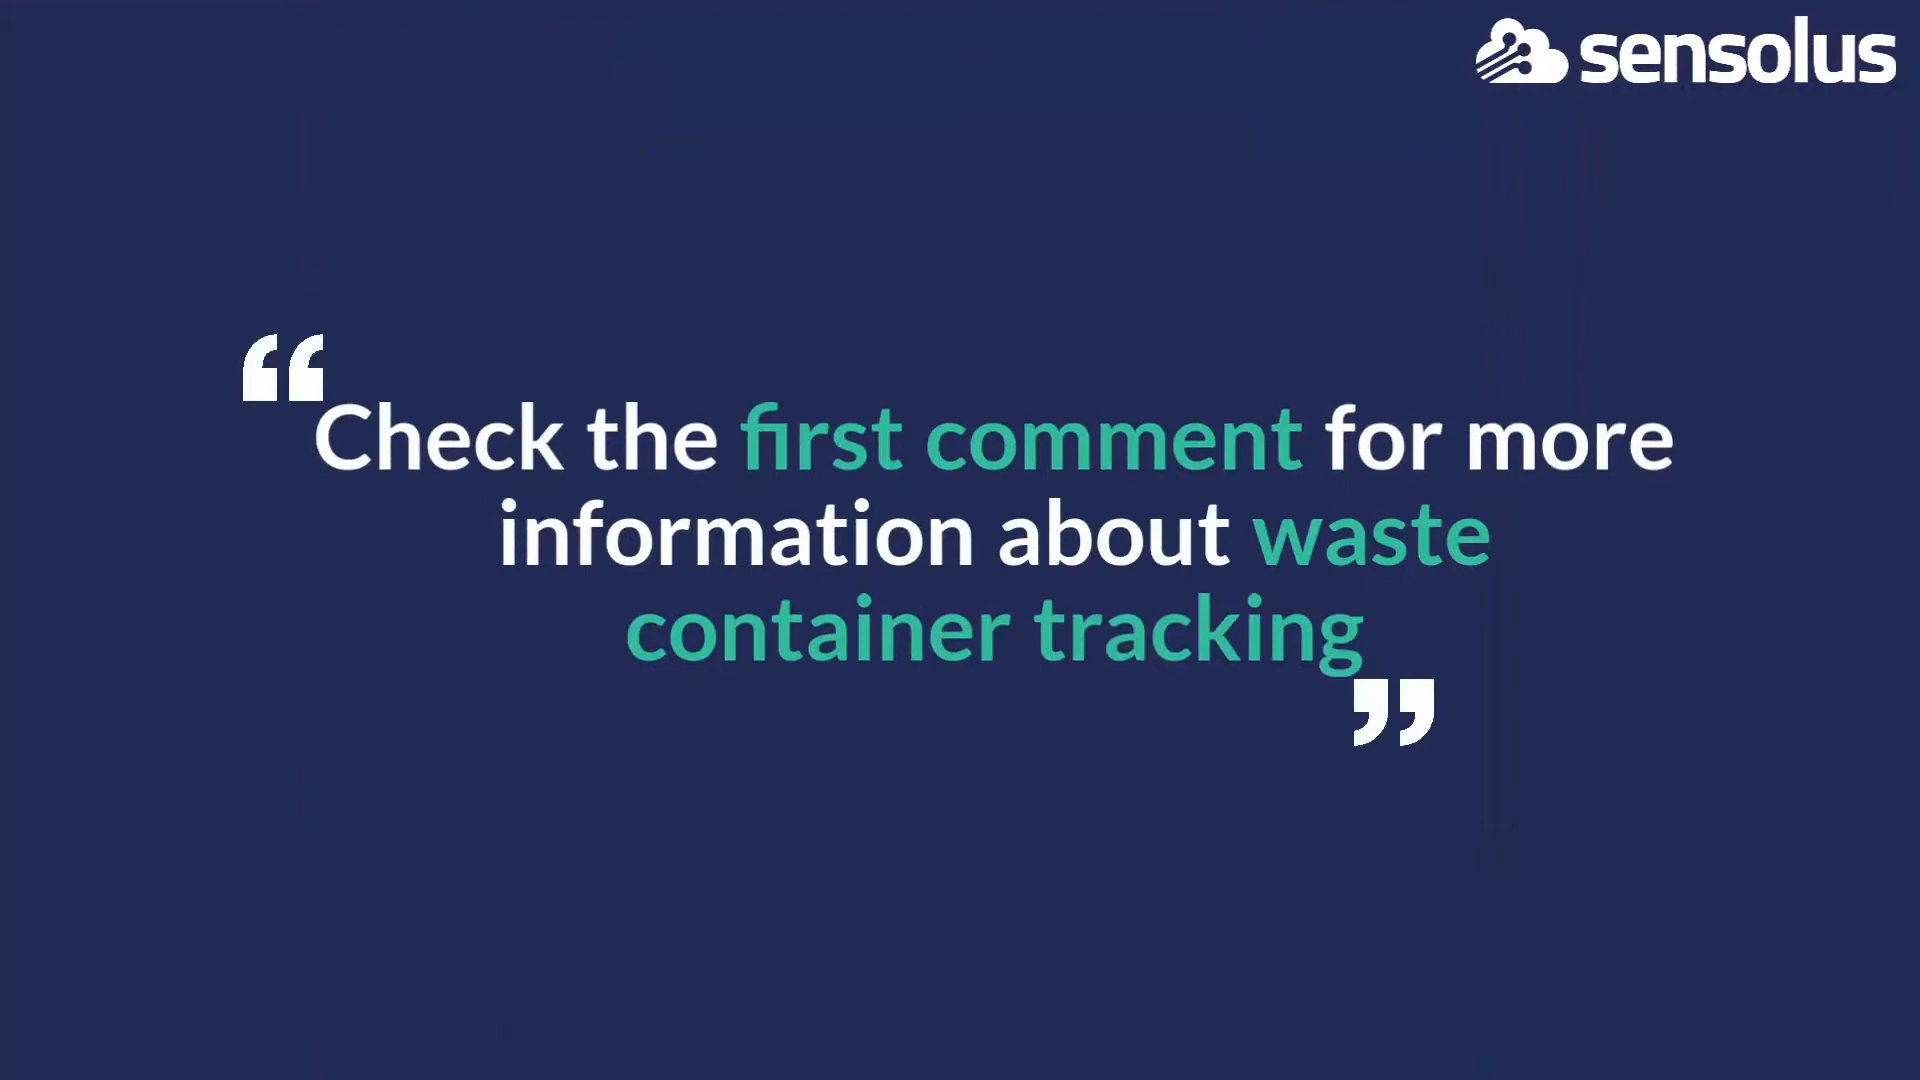 sensolus
“Check the first comment for more
information about waste
container tracking”